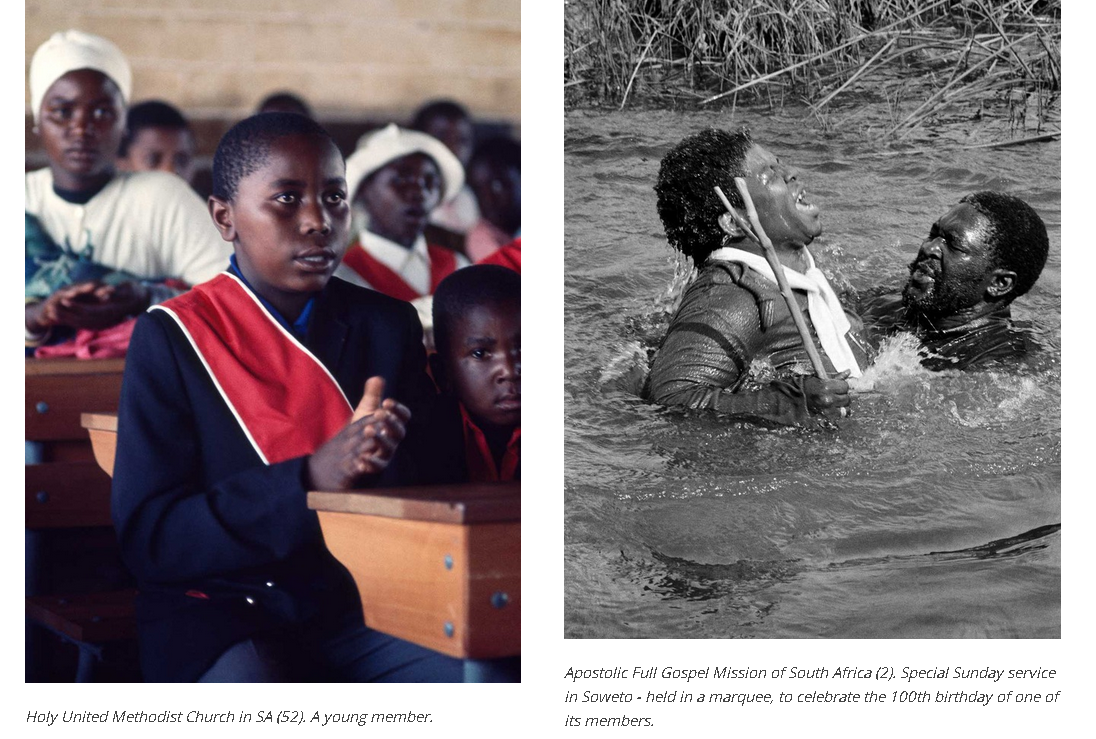 Holy United Methodist Church in SA (52). A young member.
Apostolic Full Gospel Mission of South Africa (2). Special Sunday service
in Soweto - held in a marquee, to celebrate the 100th birthday of one of
its members.